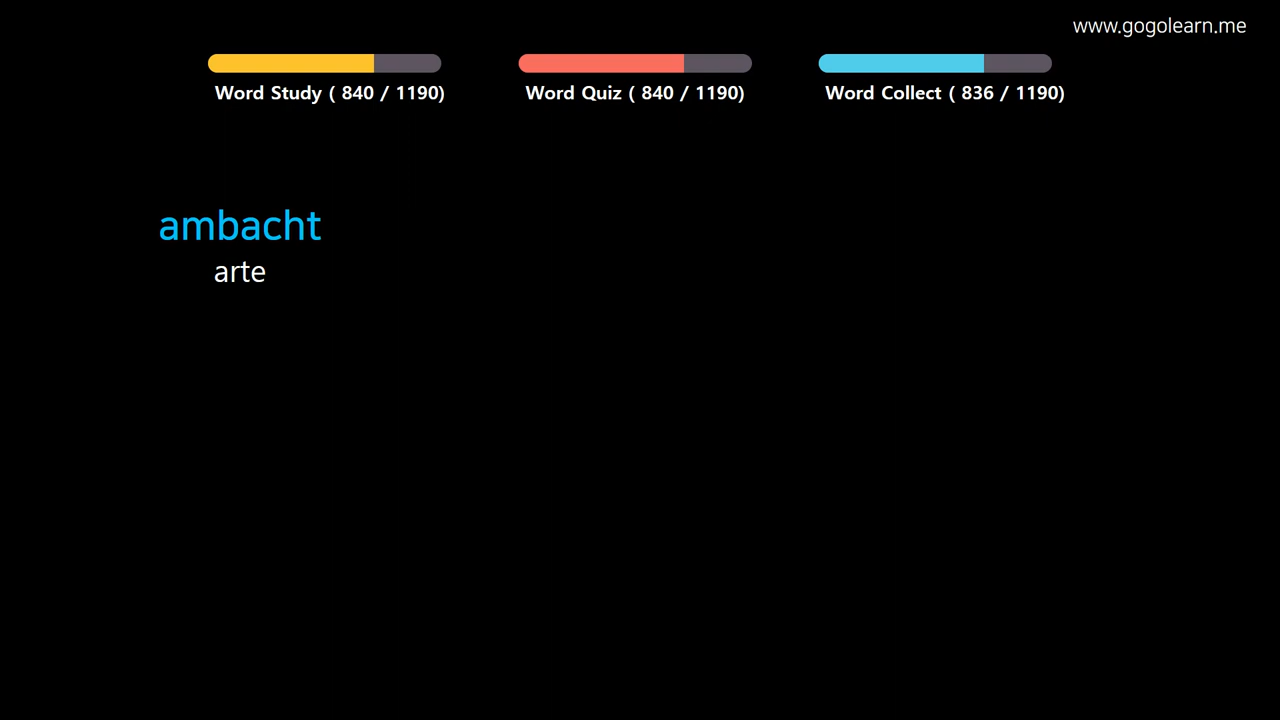 www.gogolearn.me
Word Study ( 840 / 1190)
Word Quiz ( 840 / 1190)
Word Collect ( 836 / 1190)
ambacht
arte